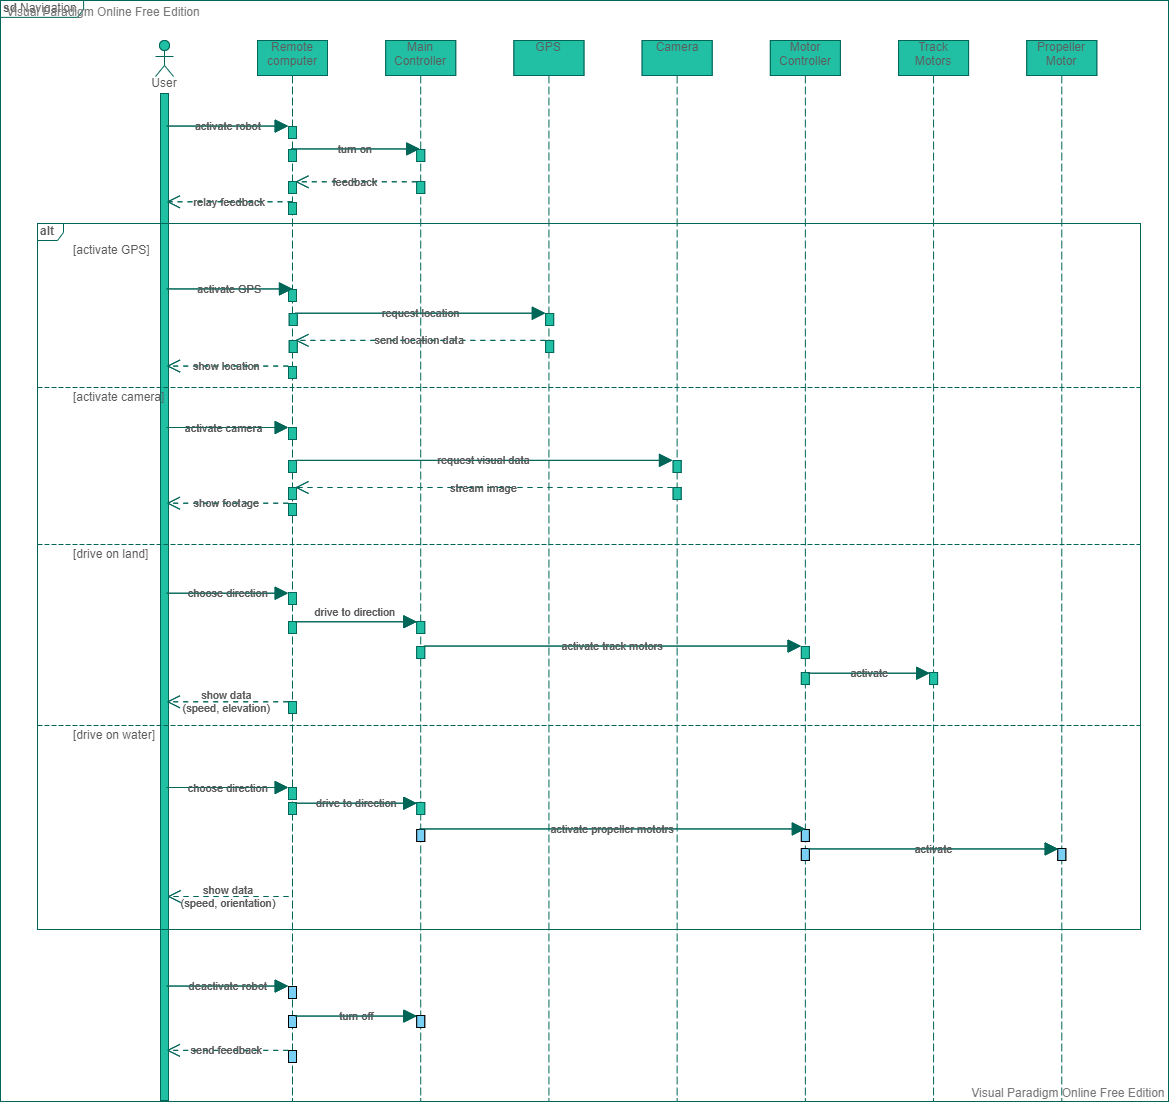 sd Navigation
Visual Paradigm Online Free Edition
User
Remote
computer
Main
Controller
GPS
Camera
Motor
Controller
Track
Motors
Propeller
Motor
activate robot
turn on
feedback
relay feedback
alt
[activate GPS]
activate GPS
request location
send location data
show location
[activate camera]
activate camera
request visual data
stream image
show footage
[drive on land]
choose direction
drive to direction
activate track motors
activate
show data
(speed, elevation)
[drive on water]
choose direction
drive to direction
activate propeller mototrs
activate
show data
(speed, orientation)
deactivate robot
turn off
send feedback
Visual Paradigm Online Free Edition